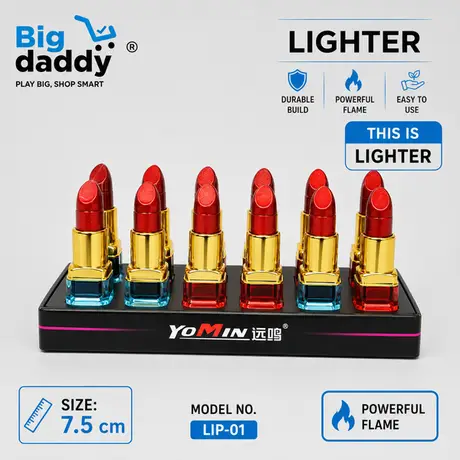 Big
daddy®
PLAY BIG, SHOP SMART
LIGHTER
DURABLE
BUILD
POWERFUL
FLAME
EASY TO
USE
THIS IS
LIGHTER
YOMIN 远鸣®
SIZE:
7.5 cm
MODEL NO.
LIP-01
POWERFUL
FLAME